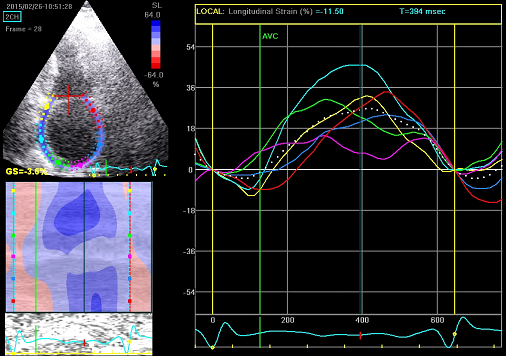 2015/02/26-10:51:28
2CH
Frame = 28
SL
64.0
-64.0
%
GS=-3.6%
LOCAL: Longitudinal Strain (%) =-11.50 T=394 msec
AVC
54
36
18
0
-18
-36
-54
0 200 400 600